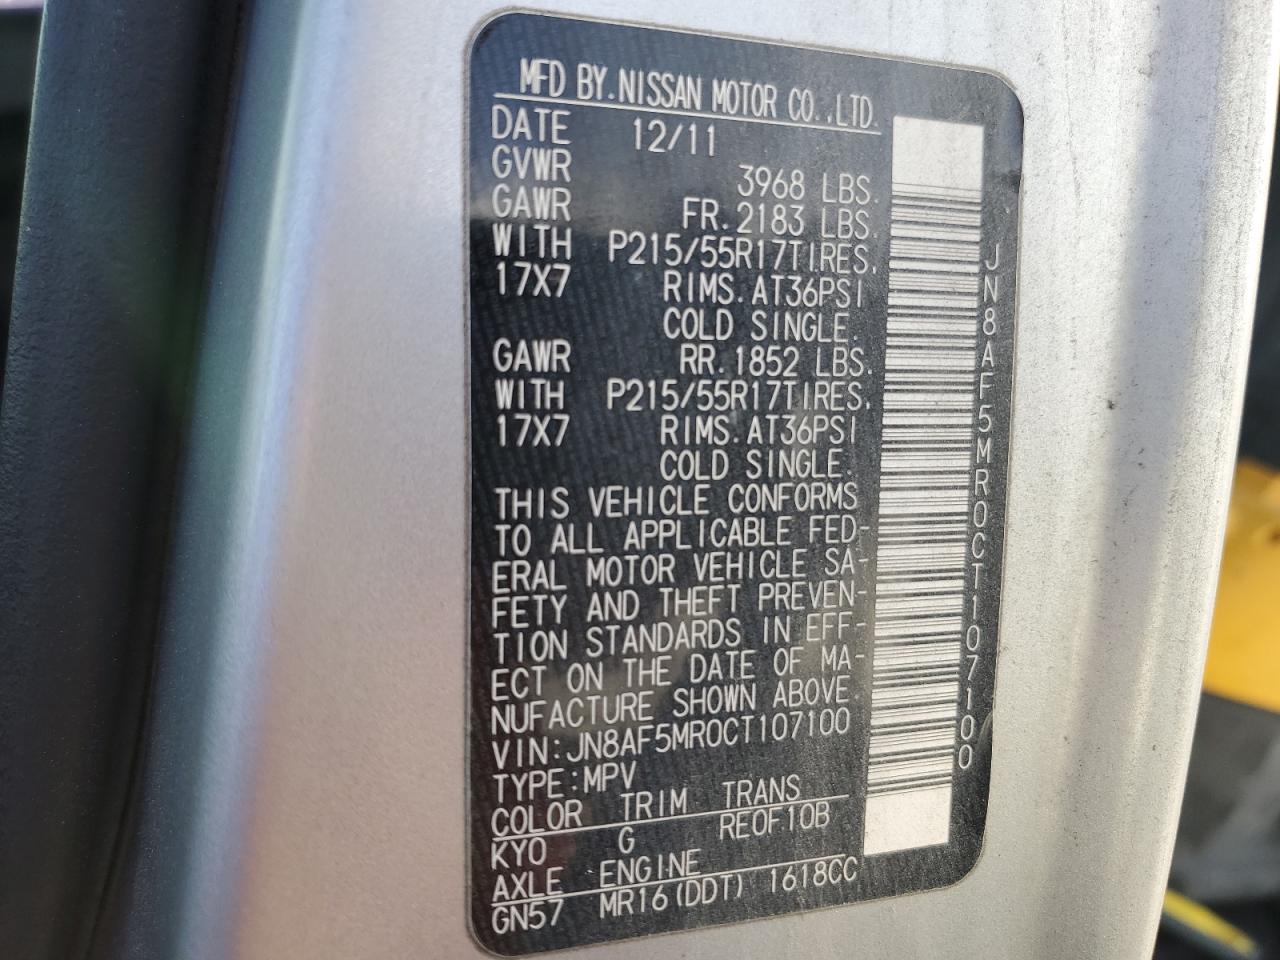 MFD BY.NISSAN MOTOR CO.,LTD.
DATE 12/11
GVWR 3968 LBS.
GAWR FR. 2183 LBS.
WITH P215/55R17TIRES,
17X7 RIMS. AT36PSI
COLD SINGLE.
GAWR RR. 1852 LBS.
WITH P215/55R17TIRES,
17X7 RIMS. AT36PSI
COLD SINGLE.
THIS VEHICLE CONFORMS
TO ALL APPLICABLE FED-
ERAL MOTOR VEHICLE SA-
FETY AND THEFT PREVEN-
TION STANDARDS IN EFF-
ECT ON THE DATE OF MA-
NUFACTURE SHOWN ABOVE.
VIN:JN8AF5MR0CT107100
TYPE:MPV
COLOR TRIM TRANS
KY0 G RE0F10B
AXLE ENGINE
GN57 MR16(DDT) 1618CC
JN8AF5MR0CT107100